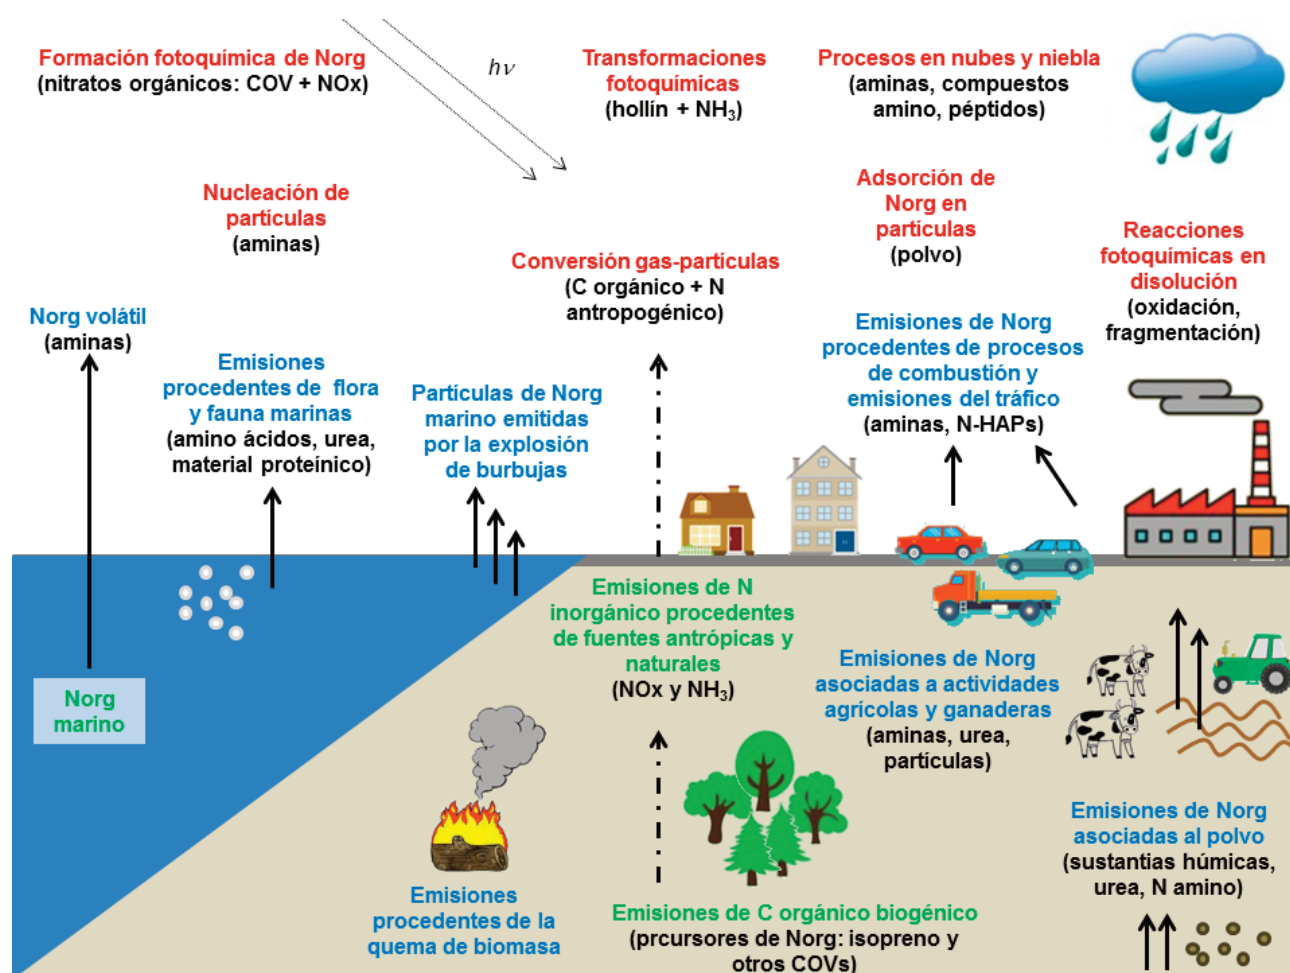 Formación fotoquímica de Norg
(nitratos orgánicos: COV + NOx)
hν
Transformaciones
fotoquímicas
(hollín + NH₃)
Procesos en nubes y niebla
(aminas, compuestos
amino, péptidos)
Nucleación de
partículas
(aminas)
Adsorción de
Norg en
partículas
(polvo)
Conversión gas-partículas
(C orgánico + N
antropogénico)
Reacciones
fotoquímicas en
disolución
(oxidación,
fragmentación)
Norg volátil
(aminas)
Emisiones
procedentes de flora
y fauna marinas
(amino ácidos, urea,
material proteínico)
Partículas de Norg
marino emitidas
por la explosión
de burbujas
Emisiones de Norg
procedentes de procesos
de combustión y
emisiones del tráfico
(aminas, N-HAPs)
Norg
marino
Emisiones de N
inorgánico procedentes
de fuentes antrópicas y
naturales
(NOx y NH₃)
Emisiones de Norg
asociadas a actividades
agrícolas y ganaderas
(aminas, urea,
partículas)
Emisiones
procedentes de la
quema de biomasa
Emisiones de C orgánico biogénico
(prcursores de Norg: isopreno y
otros COVs)
Emisiones de Norg
asociadas al polvo
(sustantias húmicas,
urea, N amino)